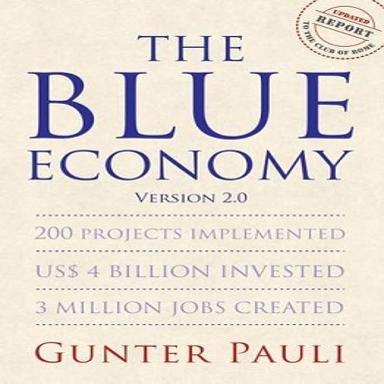 UPDATED
REPORT
TO THE CLUB OF ROME
THE
BLUE
ECONOMY
VERSION 2.0
200 PROJECTS IMPLEMENTED
US$ 4 BILLION INVESTED
3 MILLION JOBS CREATED
GUNTER PAULI